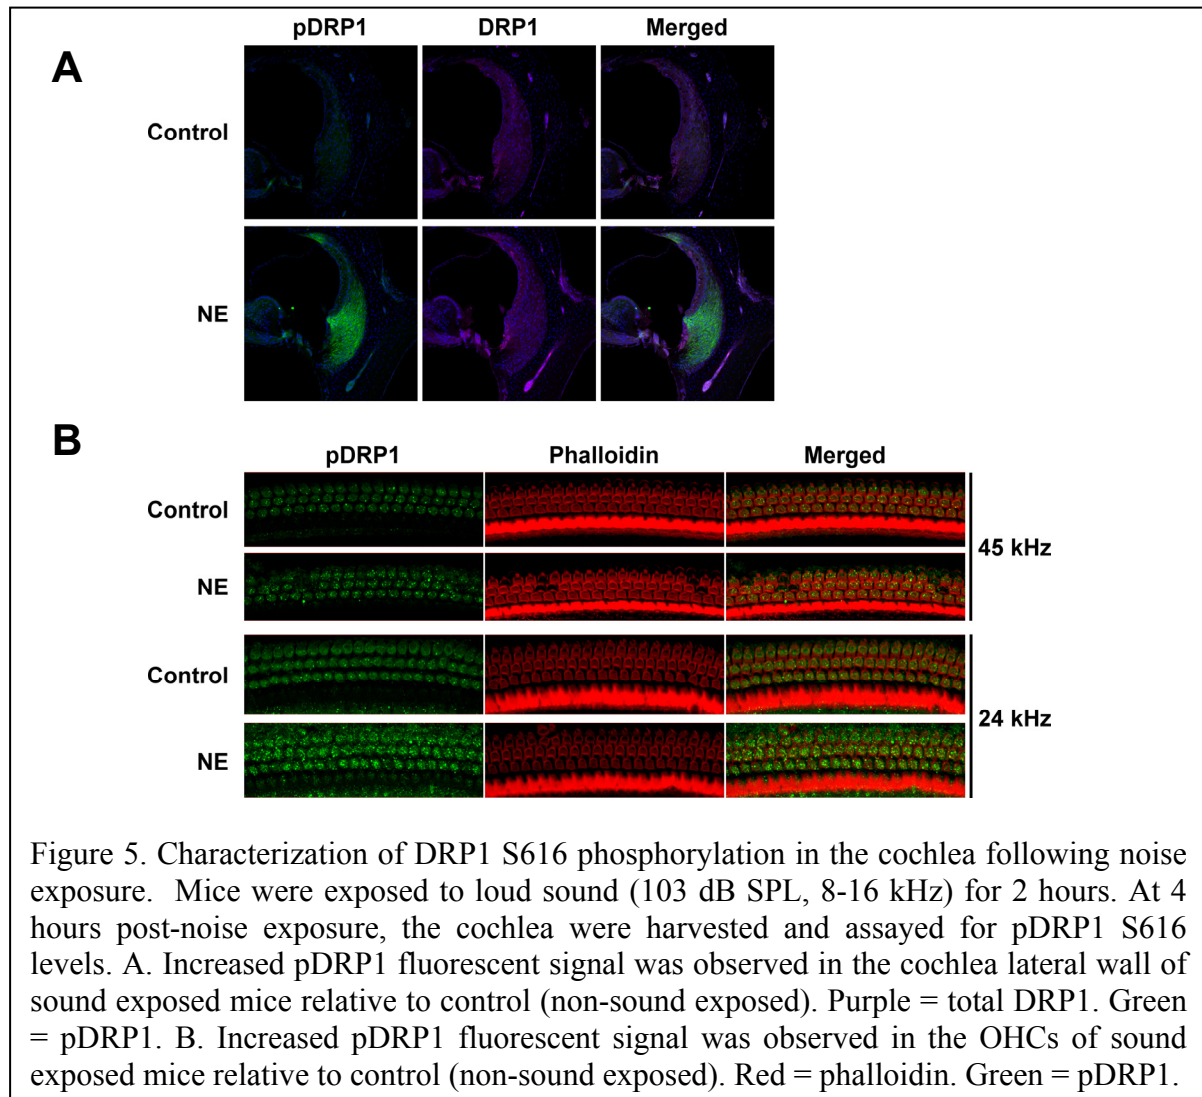 pDRP1 DRP1 Merged
A
Control
NE
B
pDRP1 Phalloidin Merged
Control
45 kHz
NE
Control
24 kHz
NE
Figure 5. Characterization of DRP1 S616 phosphorylation in the cochlea following noise
exposure. Mice were exposed to loud sound (103 dB SPL, 8-16 kHz) for 2 hours. At 4
hours post-noise exposure, the cochlea were harvested and assayed for pDRP1 S616
levels. A. Increased pDRP1 fluorescent signal was observed in the cochlea lateral wall of
sound exposed mice relative to control (non-sound exposed). Purple = total DRP1. Green
= pDRP1. B. Increased pDRP1 fluorescent signal was observed in the OHCs of sound
exposed mice relative to control (non-sound exposed). Red = phalloidin. Green = pDRP1.